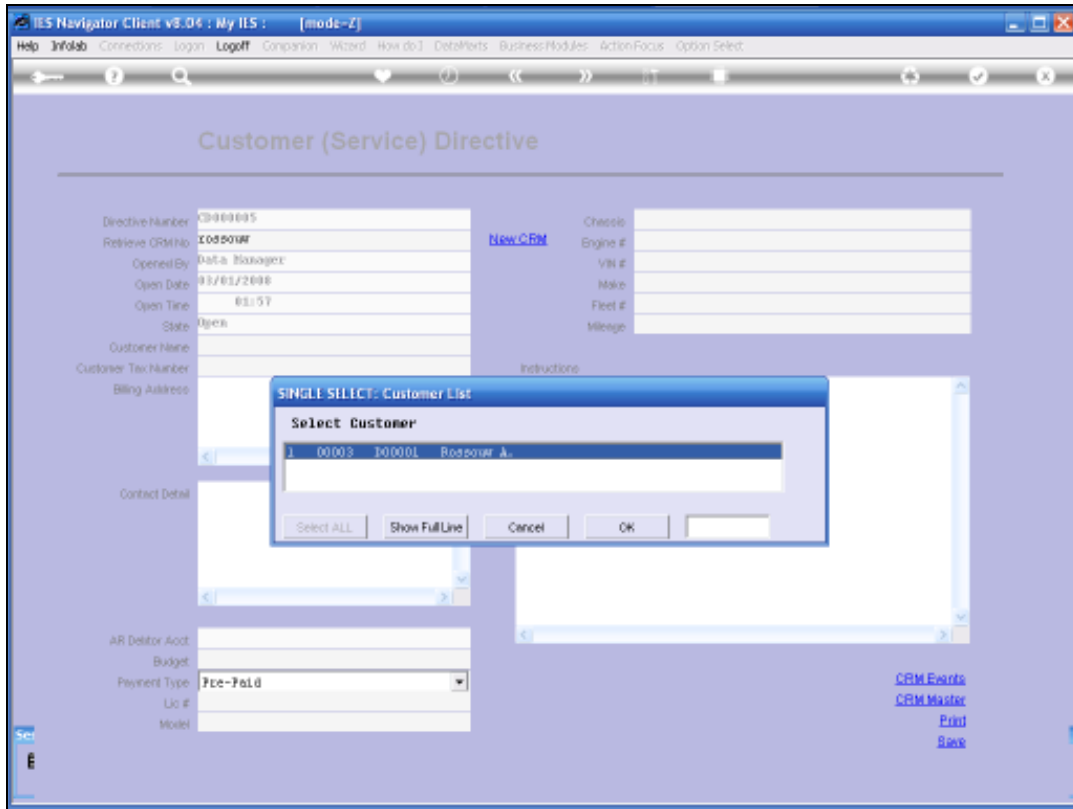 IES Navigator Client v8.04 : My IES : [mode=Z]
Help Infolab Connections Logon Logoff Companion Wizard How do I DataMarts Business Modules Action Focus Option Select
Customer (Service) Directive
Directive Number CD000005
Retrieve CRM No rossouw
New CRM
Opened By Data Manager
Open Date 03/01/2008
Open Time 01:57
State Open
Customer Name
Customer Tax Number
Billing Address
Chassis
Engine #
VIN #
Make
Fleet #
Mileage
Instructions
SINGLE SELECT: Customer List
Select Customer
1 00003 D00001 Rossouw A.
Select ALL Show Full Line Cancel OK
Contact Detail
AR Debtor Acct
Budget
Payment Type Pre-Paid
Lic #
Model
CRM Events
CRM Master
Print
Save